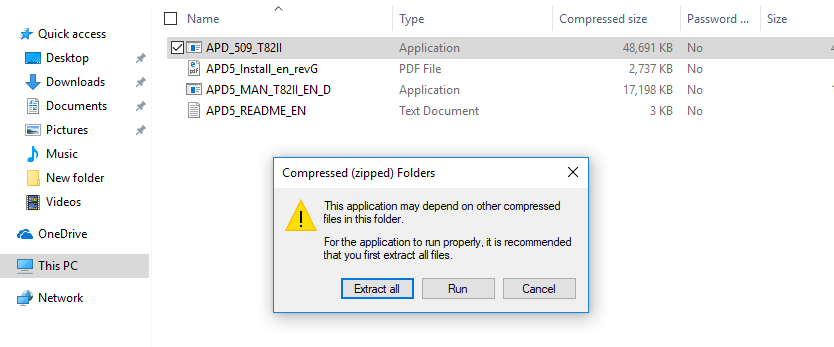 Name Type Compressed size Password ... Size
Quick access
Desktop
Downloads
Documents
Pictures
Music
New folder
Videos
OneDrive
This PC
Network
APD_509_T82II Application 48,691 KB No
APD5_Install_en_revG PDF File 2,737 KB No
APD5_MAN_T82II_EN_D Application 17,198 KB No
APD5_README_EN Text Document 3 KB No
Compressed (zipped) Folders
This application may depend on other compressed
files in this folder.
For the application to run properly, it is recommended
that you first extract all files.
Extract all Run Cancel